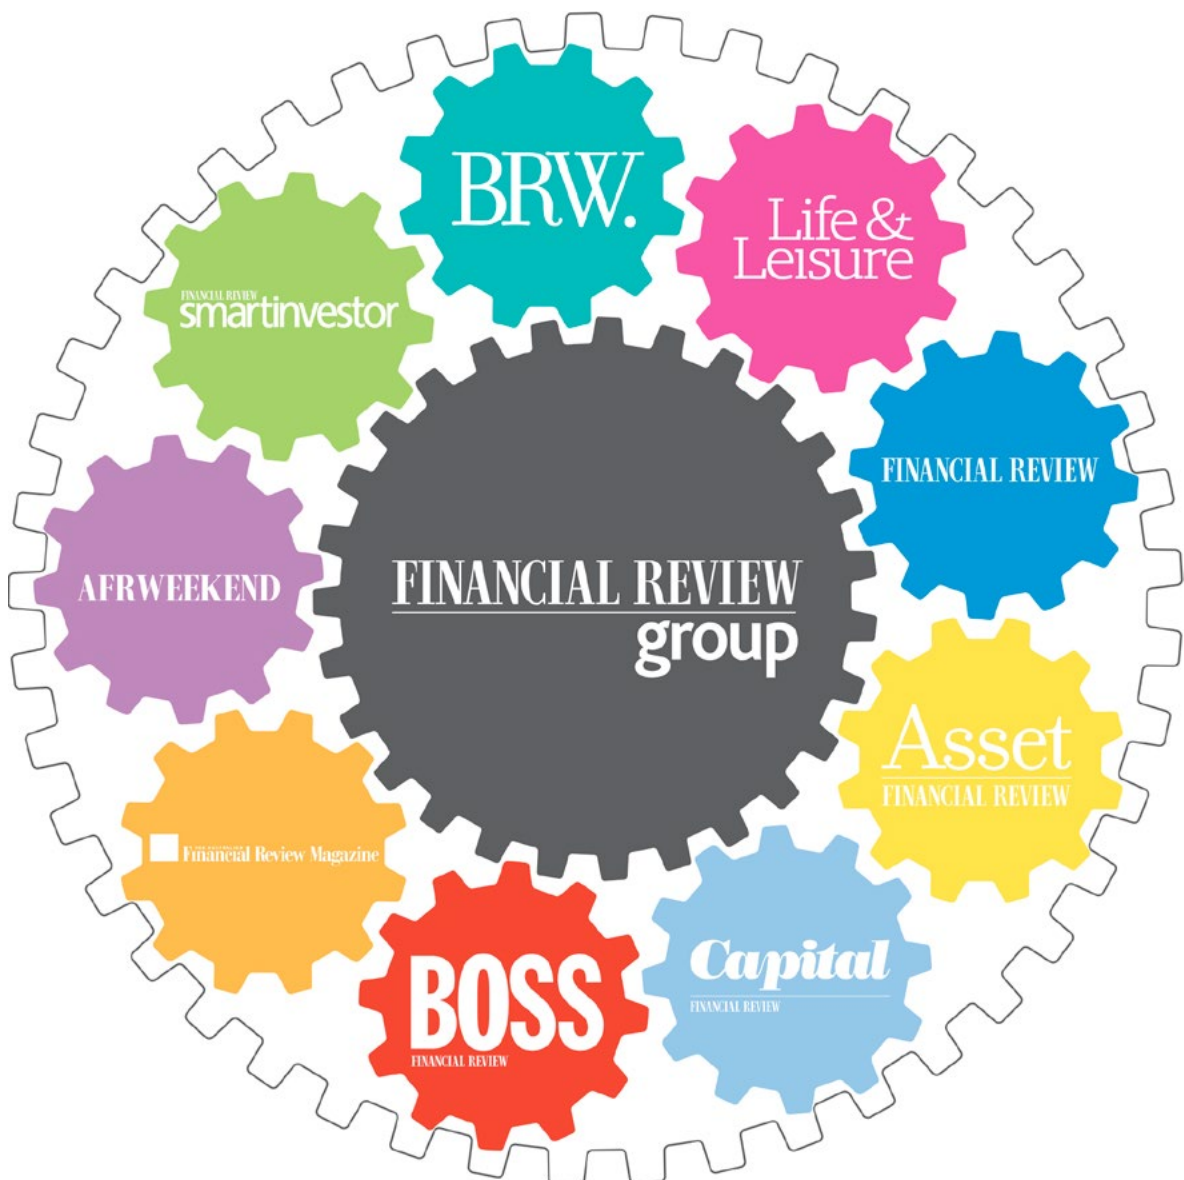 BRW.
Life &
Leisure
FINANCIAL REVIEW
smartinvestor
FINANCIAL REVIEW
AFRWEEKEND
FINANCIAL REVIEW
group
Asset
FINANCIAL REVIEW
Financial Review Magazine
Capital
FINANCIAL REVIEW
BOSS
FINANCIAL REVIEW